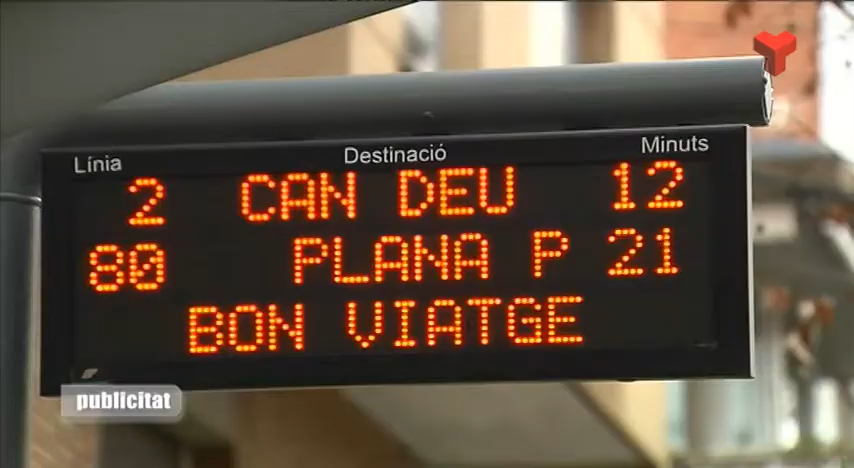 Línia Destinació Minuts
2 CAN DEU 12
80 PLANA P 21
BON VIATGE
publicitat